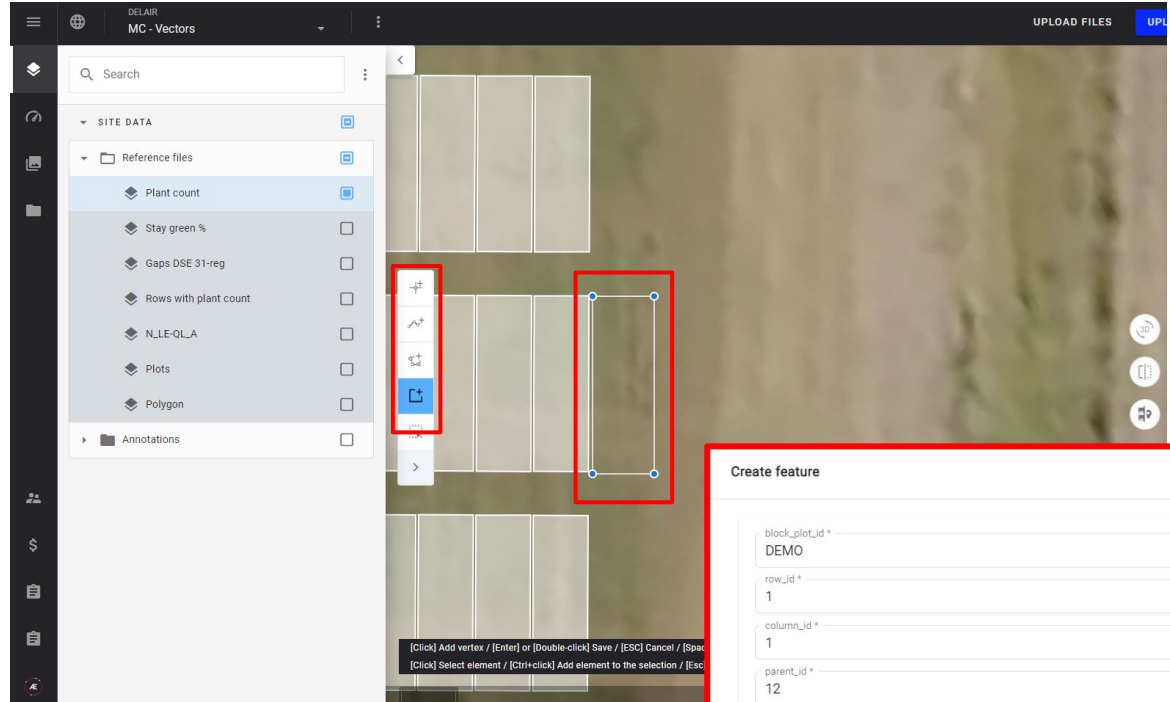 DELAIR
MC - Vectors
UPLOAD FILES
UPL
Search
SITE DATA
Reference files
Plant count
Stay green %
Gaps DSE 31-reg
Rows with plant count
N_LE-QL_A
Plots
Polygon
Annotations
3D
[Click] Add vertex / [Enter] or [Double-click] Save / [ESC] Cancel / [Spac
[Click] Select element / [Ctrl+click] Add element to the selection / [Esc
Create feature
block_plot_id *
DEMO
row_id *
1
column_id *
1
parent_id *
12
Æ